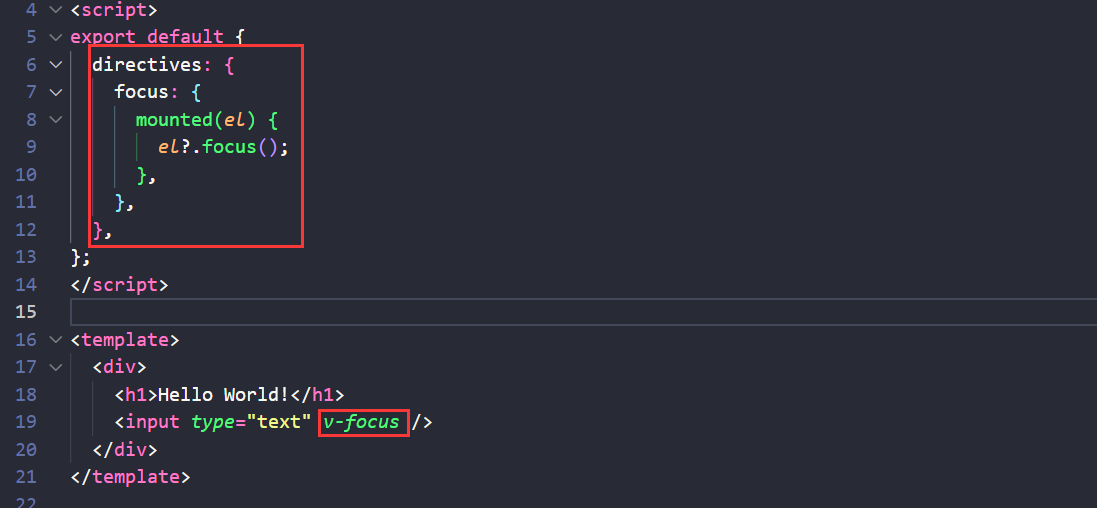 4 <script>
5 export default {
6 directives: {
7 focus: {
8 mounted(el) {
9 el?.focus();
10 },
11 },
12 },
13 };
14 </script>
15
16 <template>
17 <div>
18 <h1>Hello World!</h1>
19 <input type="text" v-focus />
20 </div>
21 </template>
22